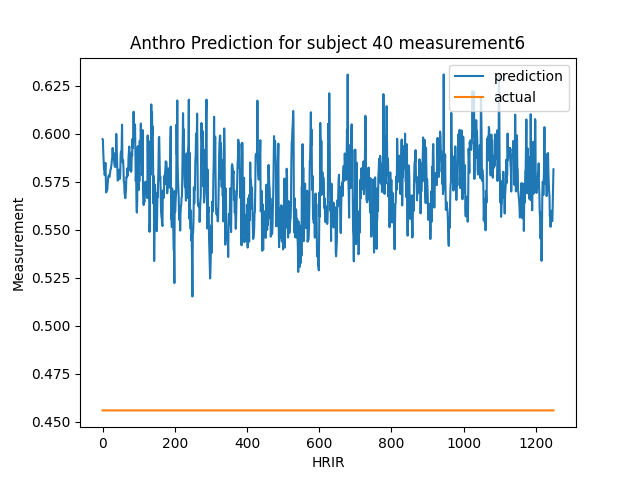 Anthro Prediction for subject 40 measurement6
prediction
actual
0.625
0.600
0.575
0.550
0.525
0.500
0.475
0.450
Measurement
0 200 400 600 800 1000 1200
HRIR